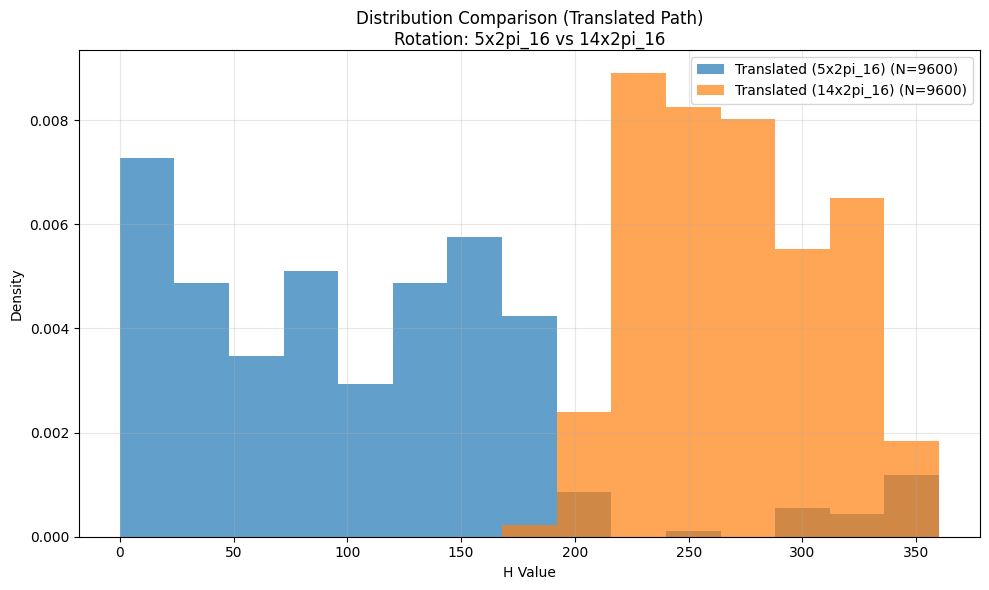 Distribution Comparison (Translated Path)
Rotation: 5x2pi_16 vs 14x2pi_16
Translated (5x2pi_16) (N=9600)
Translated (14x2pi_16) (N=9600)
Density
0.008
0.006
0.004
0.002
0.000
0 50 100 150 200 250 300 350
H Value